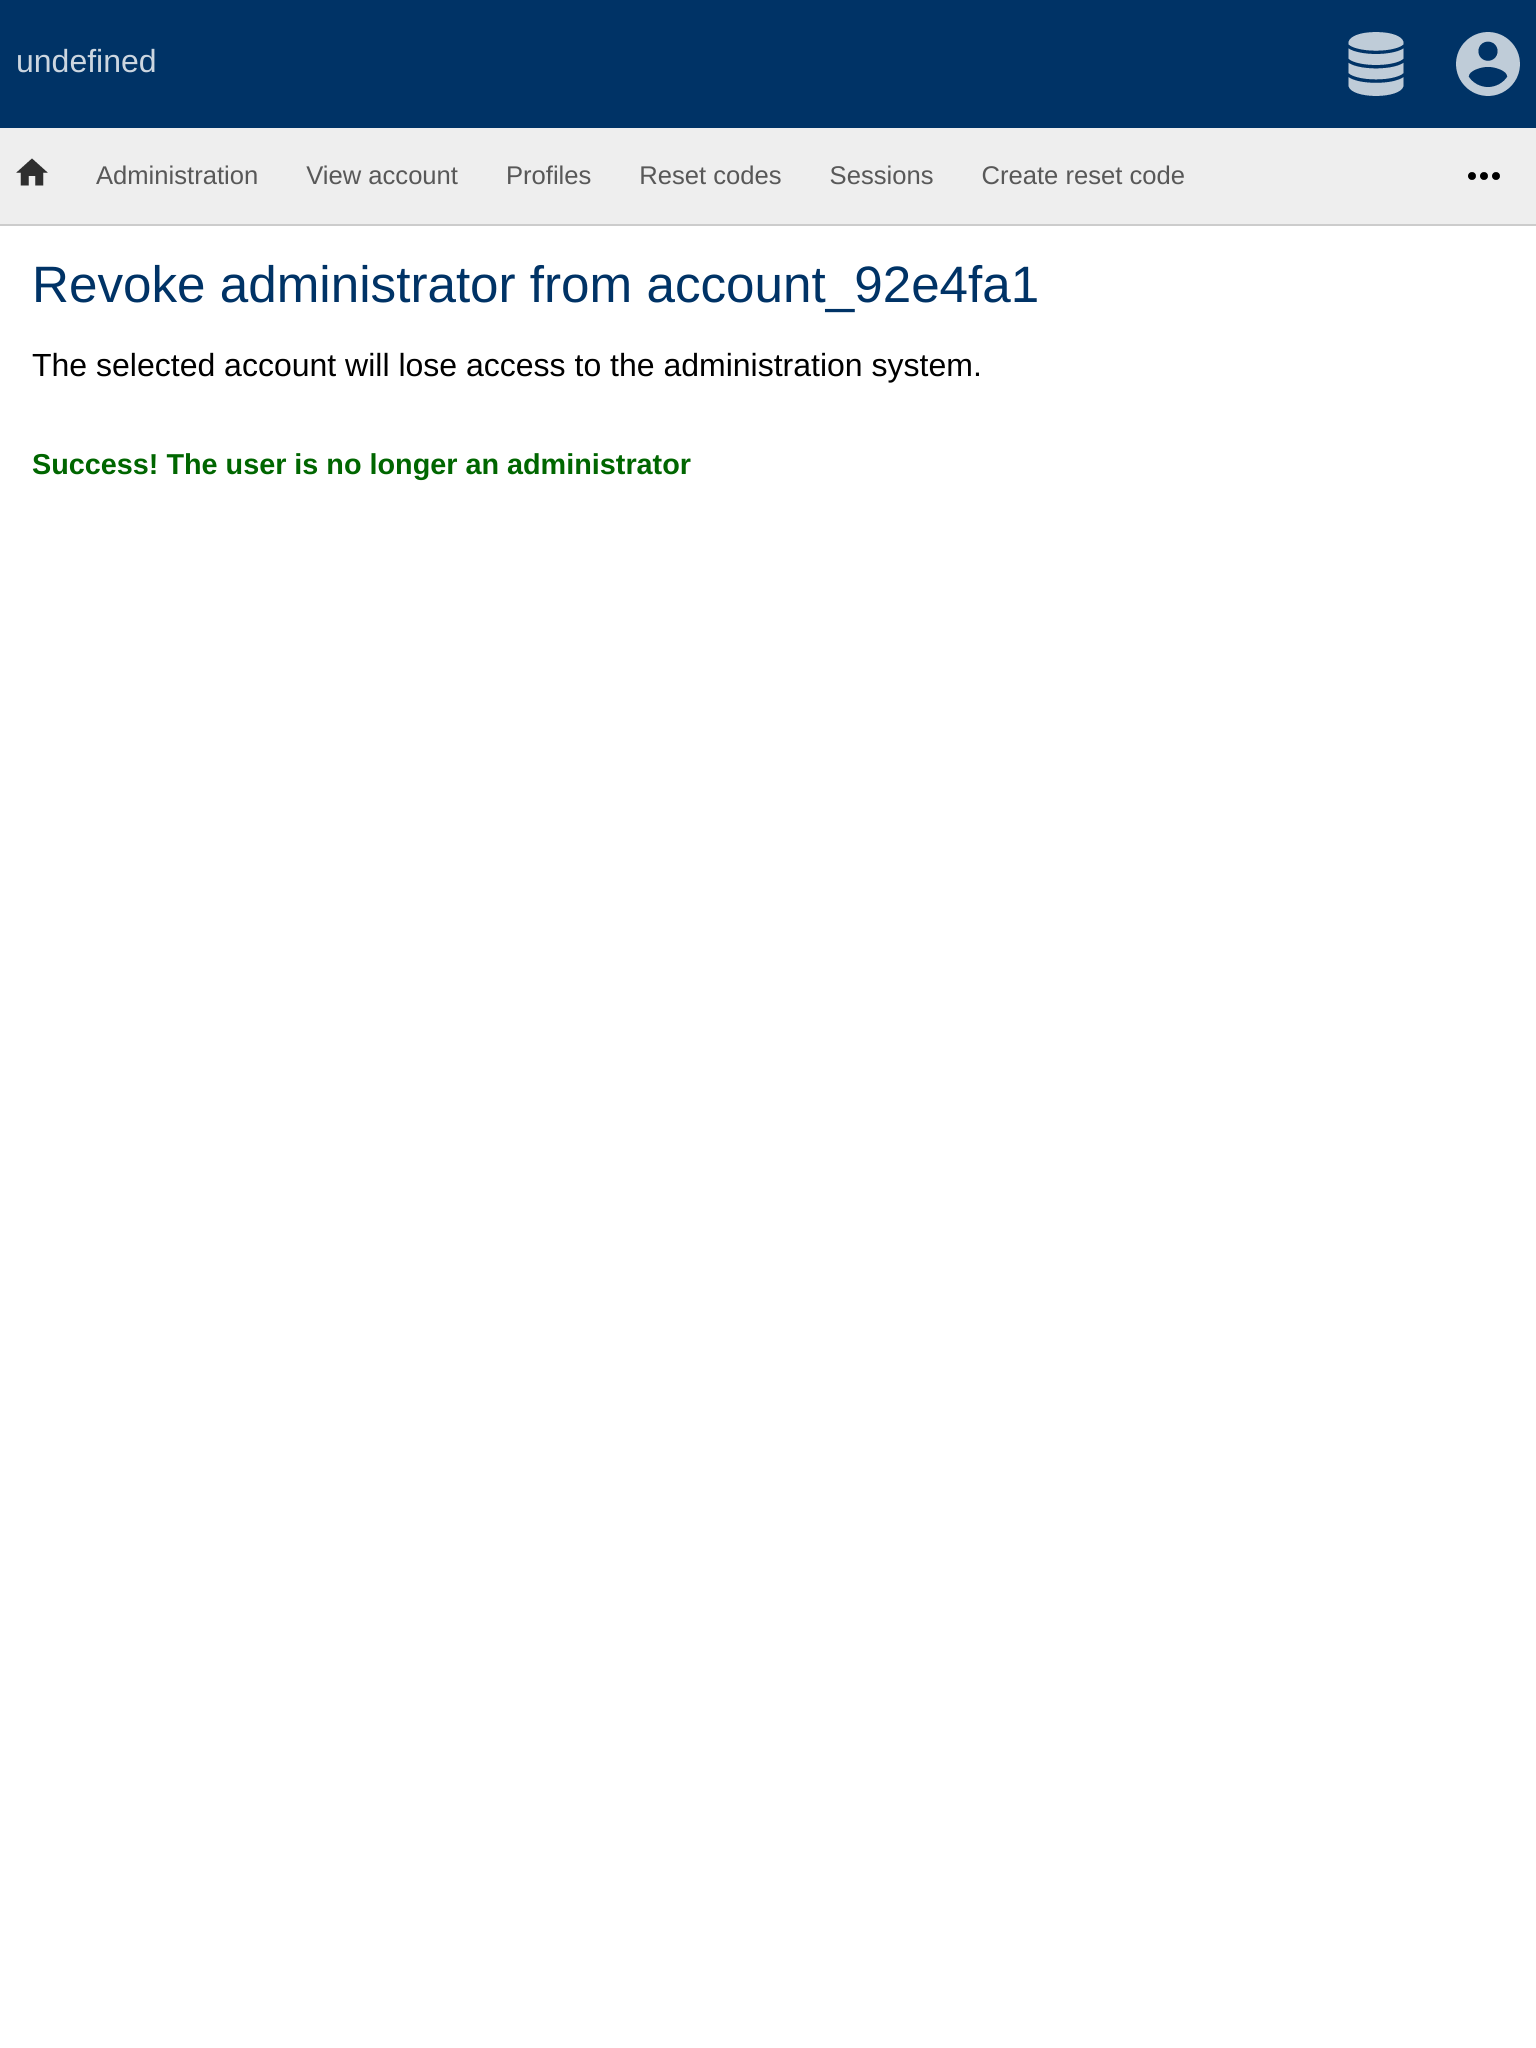 undefined
Administration View account Profiles Reset codes Sessions Create reset code
Revoke administrator from account_92e4fa1
The selected account will lose access to the administration system.
Success! The user is no longer an administrator